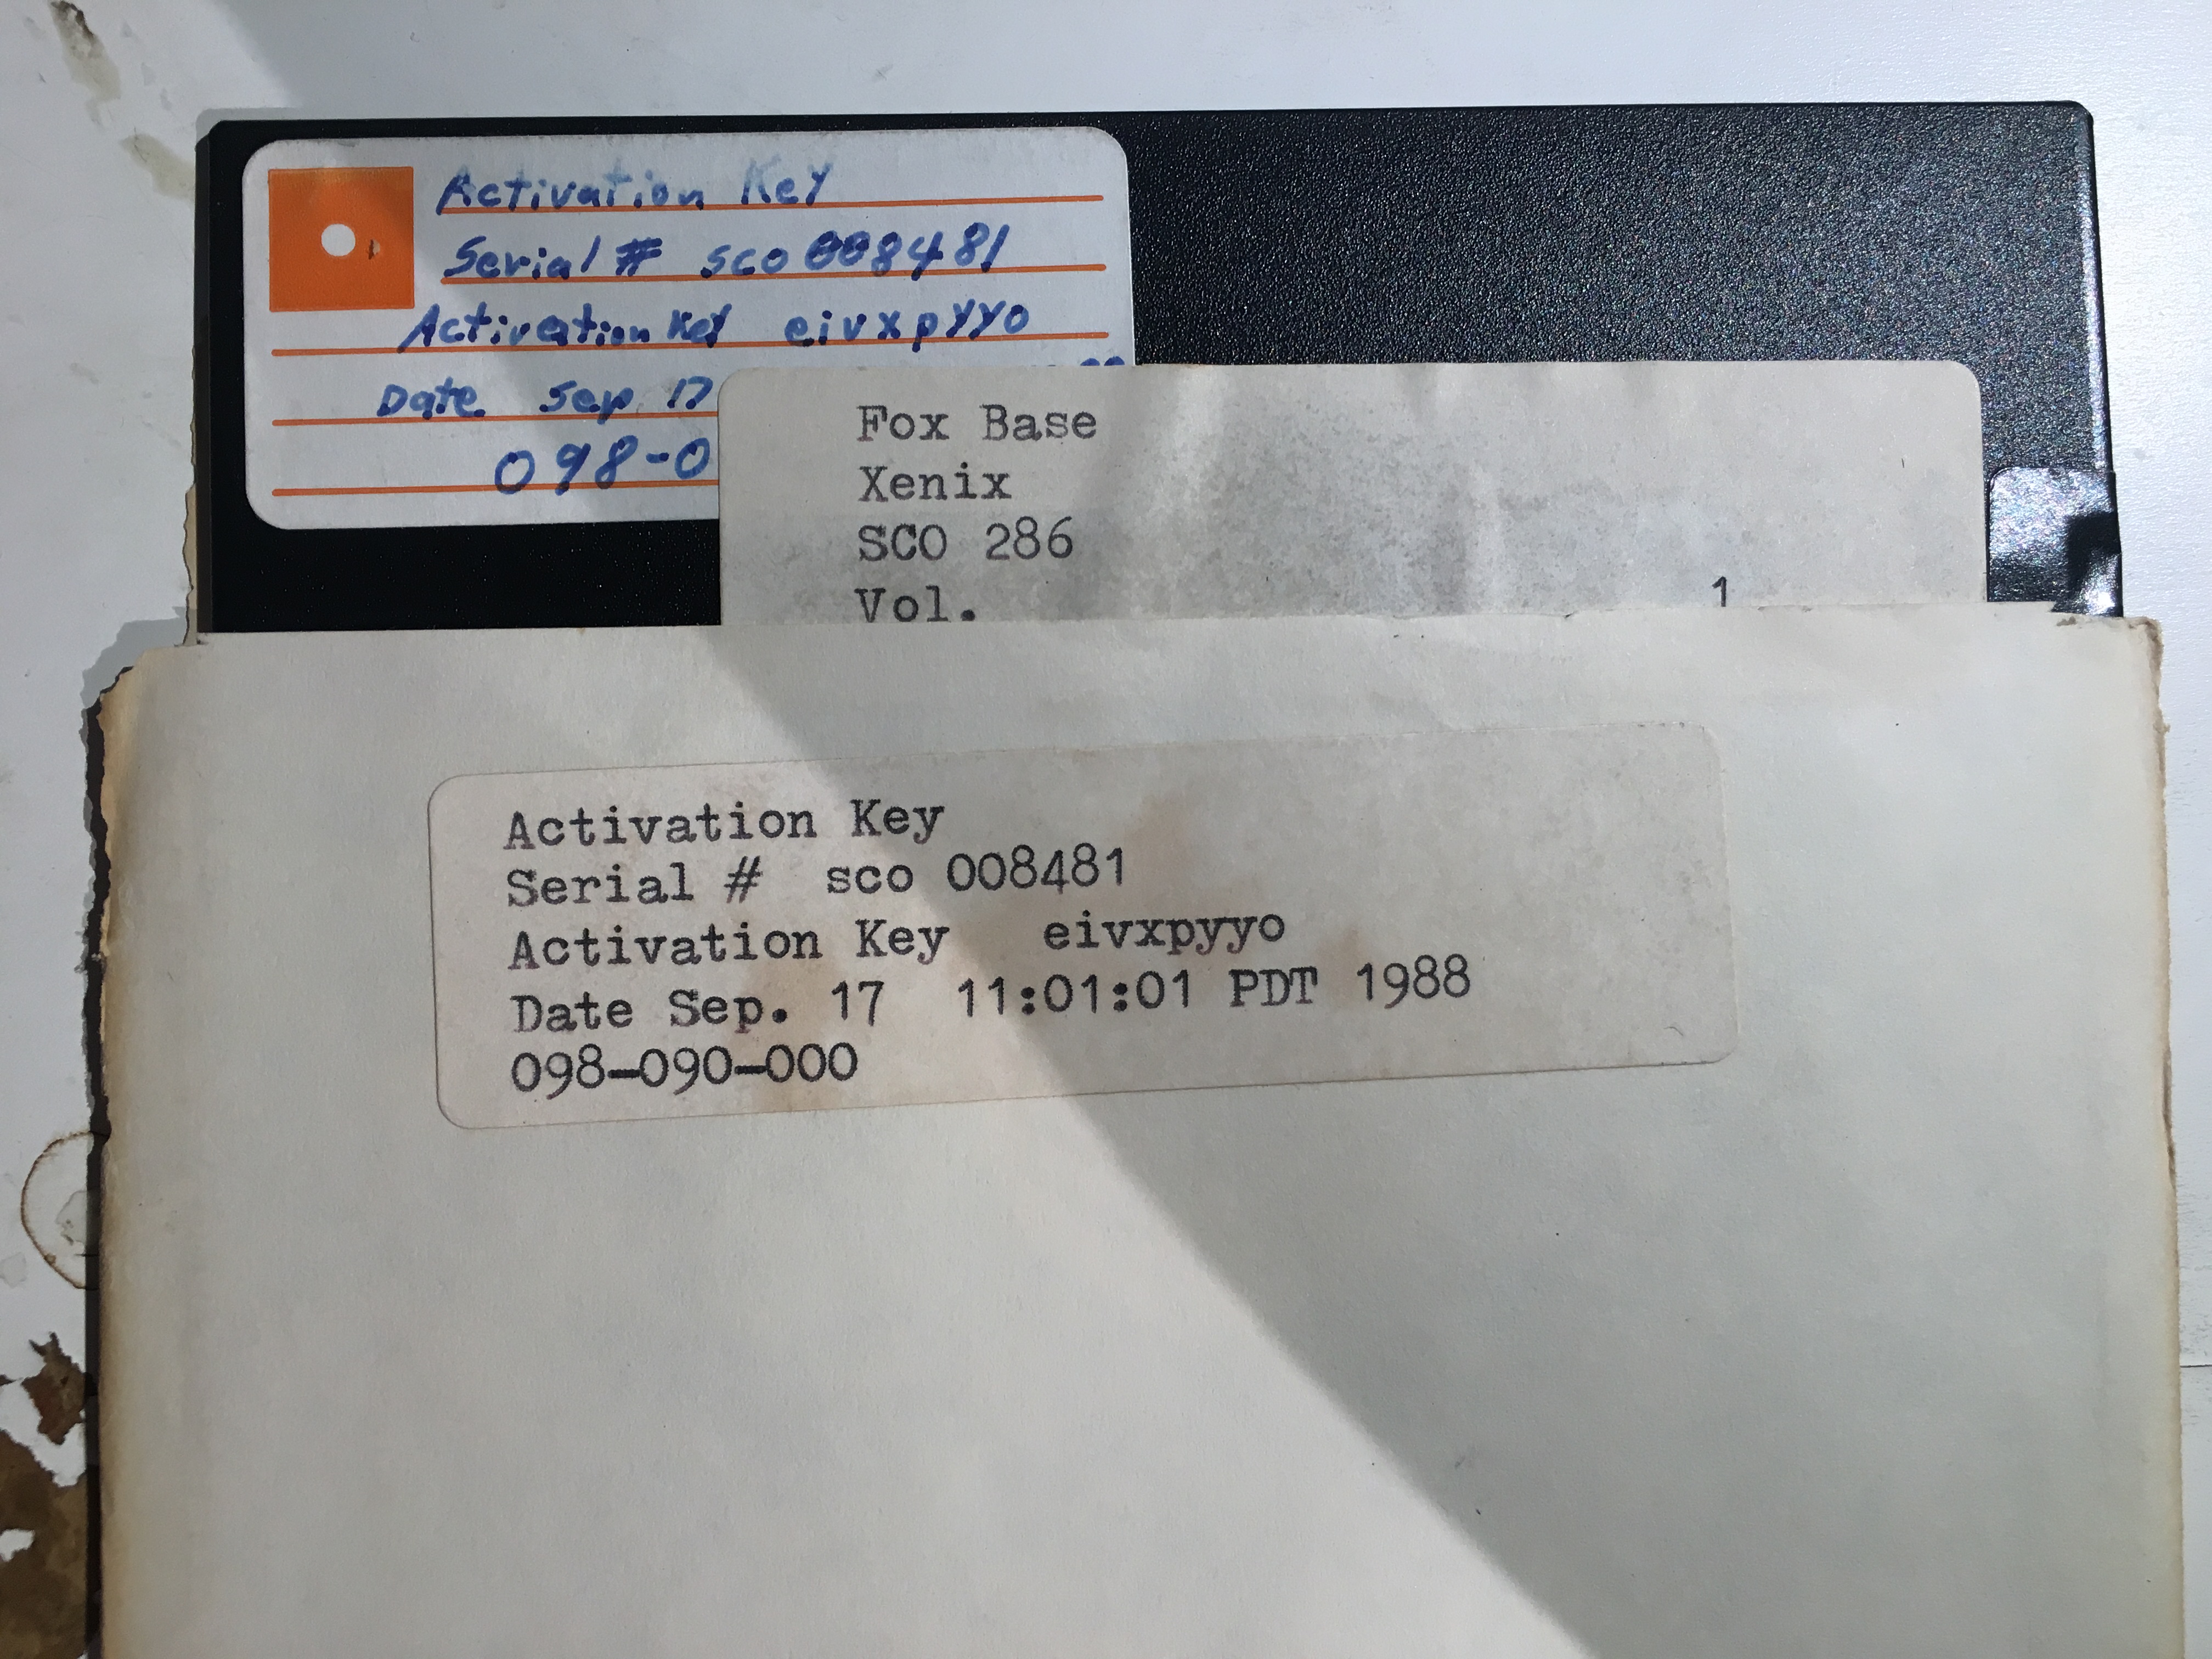 Activation Key
Serial # sco 008481
Activation Key eivxpyyo
Date Sep 17
098-0
Fox Base
Xenix
SCO 286
Vol. 1
Activation Key
Serial # sco 008481
Activation Key eivxpyyo
Date Sep. 17 11:01:01 PDT 1988
098-090-000